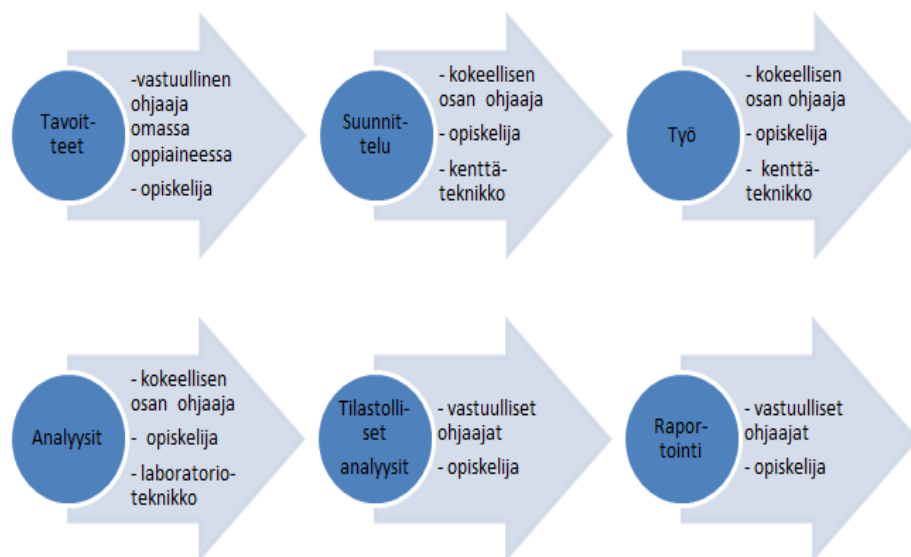 Tavoit-
teet
-vastuullinen
ohjaaja
omassa
oppiaineessa
- opiskelija
Suunnit-
telu
- kokeellisen
osan ohjaaja
- opiskelija
- kenttä-
teknikko
Työ
- kokeellisen
osan ohjaaja
- opiskelija
- kenttä-
teknikko
Analyysit
- kokeellisen
osan ohjaaja
- opiskelija
- laboratorio-
teknikko
Tilastolli-
set
analyysit
- vastuulliset
ohjaajat
- opiskelija
Rapor-
tointi
- vastuulliset
ohjaajat
- opiskelija